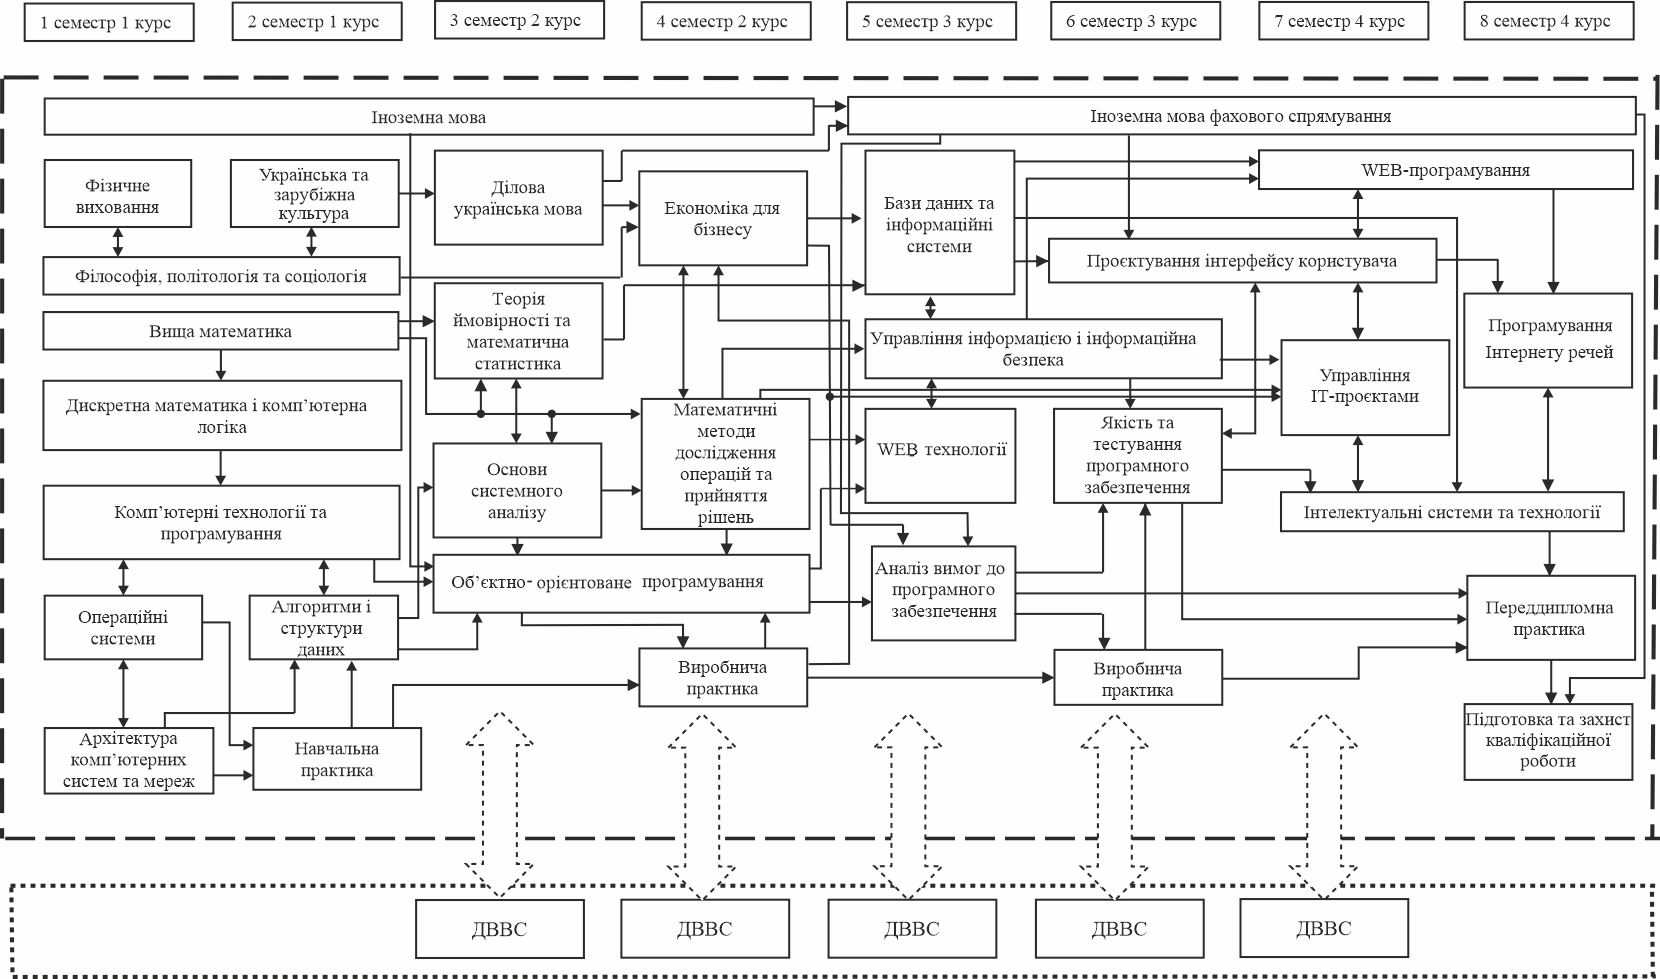 1 семестр 1 курс
2 семестр 1 курс
3 семестр 2 курс
4 семестр 2 курс
5 семестр 3 курс
6 семестр 3 курс
7 семестр 4 курс
8 семестр 4 курс
Іноземна мова
Іноземна мова фахового спрямування
Фізичне
виховання
Українська та
зарубіжна
культура
Ділова
українська мова
Економіка для
бізнесу
Бази даних та
інформаційні
системи
WEB-програмування
Філософія, політологія та соціологія
Проєктування інтерфейсу користувача
Вища математика
Теорія
ймовірності та
математична
статистика
Управління інформацією і інформаційна
безпека
Управління
ІТ-проєктами
Програмування
Інтернету речей
Дискретна математика і комп’ютерна
логіка
Основи
системного
аналізу
Математичні
методи
дослідження
операцій та
прийняття
рішень
WEB технології
Якість та
тестування
програмного
забезпечення
Інтелектуальні системи та технології
Комп’ютерні технології та
програмування
Об’єктно- орієнтоване програмування
Аналіз вимог до
програмного
забезпечення
Переддипломна
практика
Операційні
системи
Алгоритми і
структури
даних
Виробнича
практика
Виробнича
практика
Архітектура
комп’ютерних
систем та мереж
Навчальна
практика
Підготовка та захист
кваліфікаційної
роботи
ДВВС
ДВВС
ДВВС
ДВВС
ДВВС